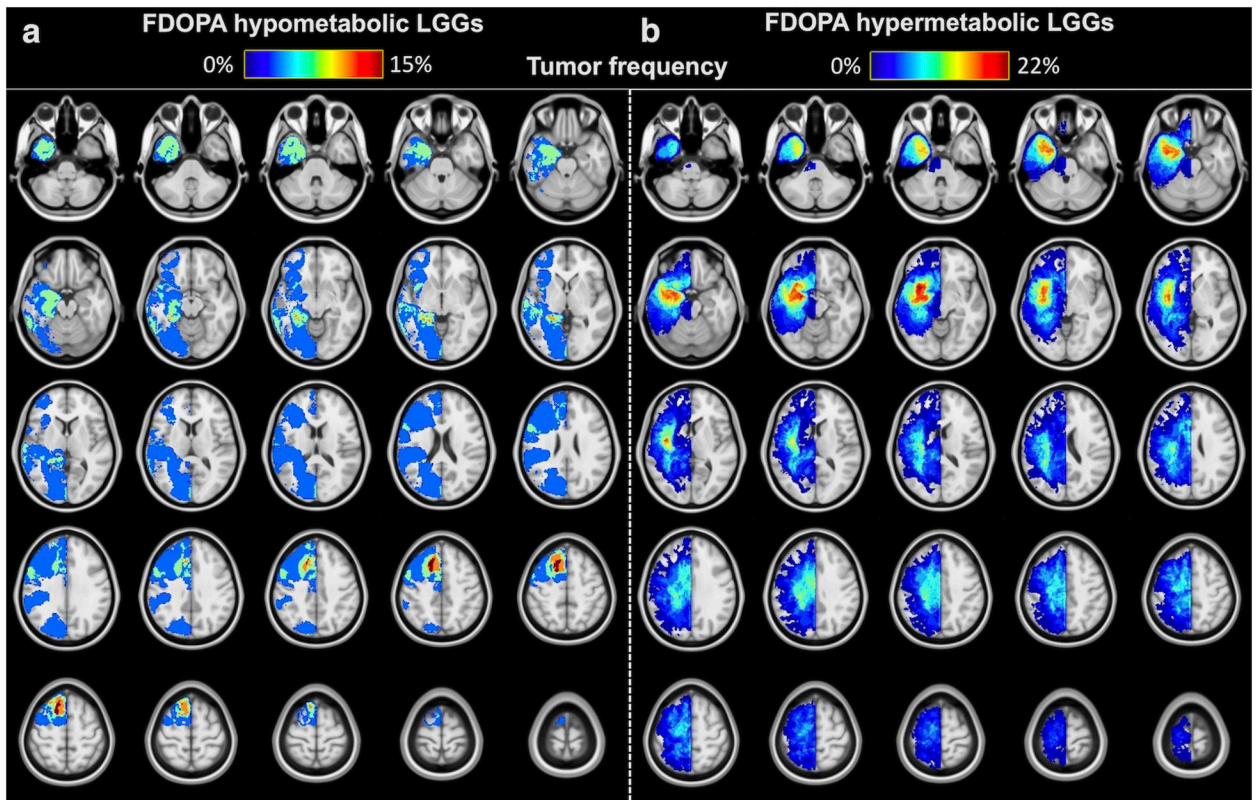 a
FDOPA hypometabolic LGGs
0% 15%
Tumor frequency
b
FDOPA hypermetabolic LGGs
0% 22%